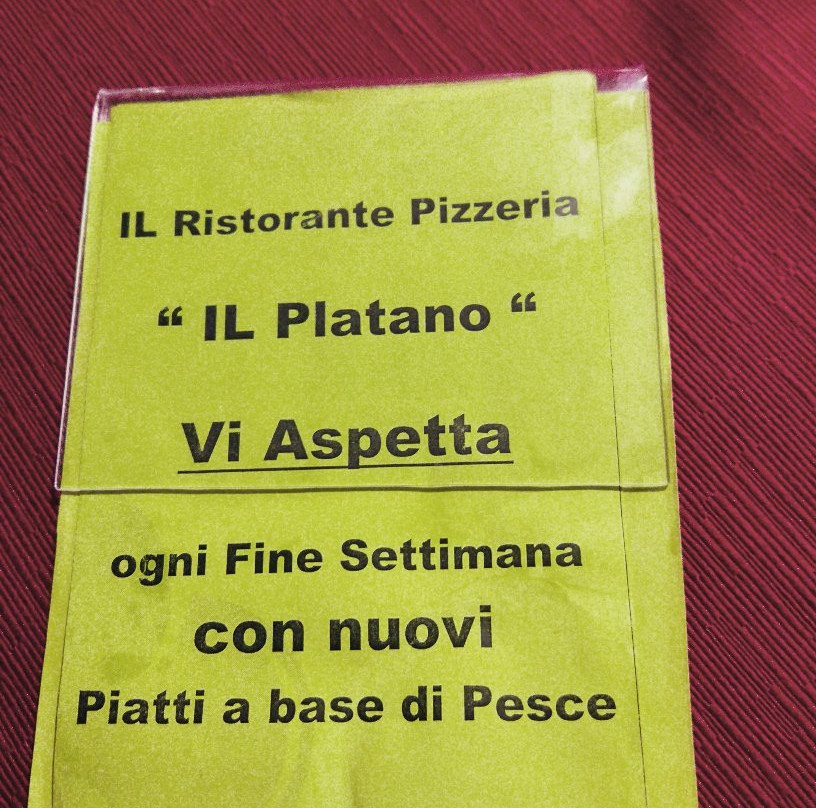 IL Ristorante Pizzeria
“ IL Platano “
Vi Aspetta
ogni Fine Settimana
con nuovi
Piatti a base di Pesce